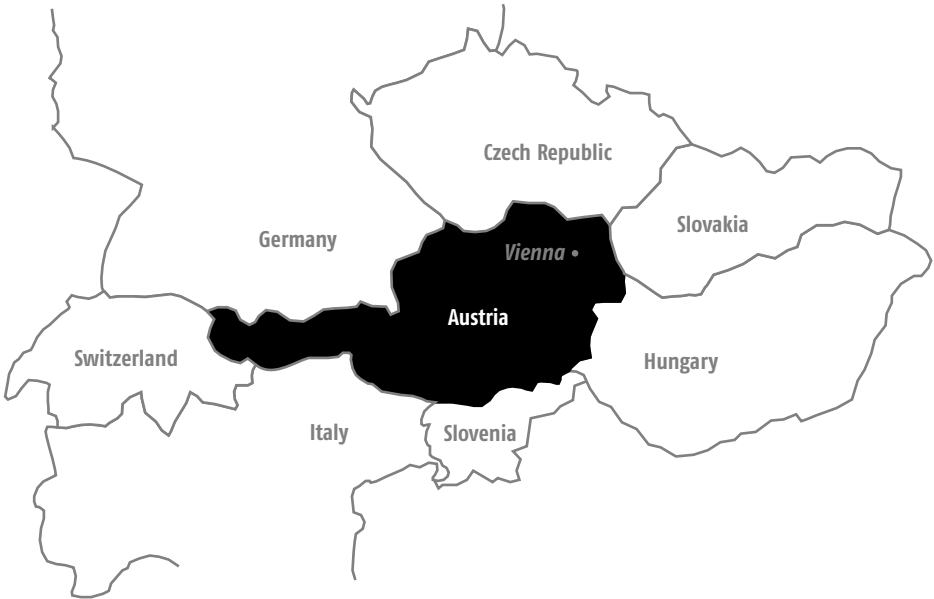 Czech Republic
Slovakia
Germany
Vienna
Austria
Switzerland
Hungary
Italy
Slovenia